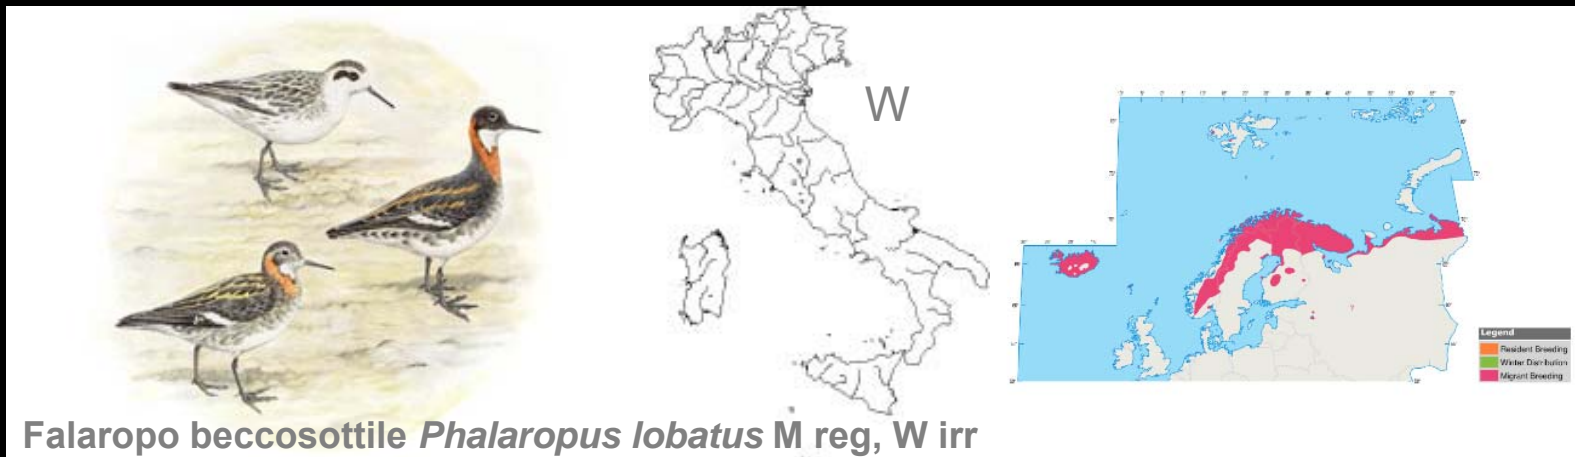 W
Legend
Resident Breeding
Winter Distribution
Migrant Breeding
Falaropo beccosottile Phalaropus lobatus M reg, W irr